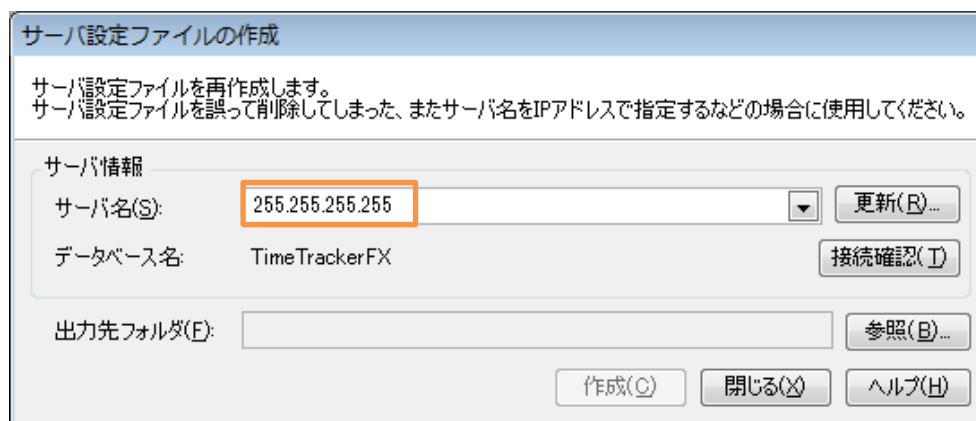 サーバ設定ファイルの作成
サーバ設定ファイルを再作成します。
サーバ設定ファイルを誤って削除してしまった、またサーバ名をIPアドレスで指定するなどの場合に使用してください。
サーバ情報
サーバ名(S): 255.255.255.255 更新(R)...
データベース名: TimeTrackerFX 接続確認(T)
出力先フォルダ(F): 参照(B)...
作成(C) 閉じる(X) ヘルプ(H)